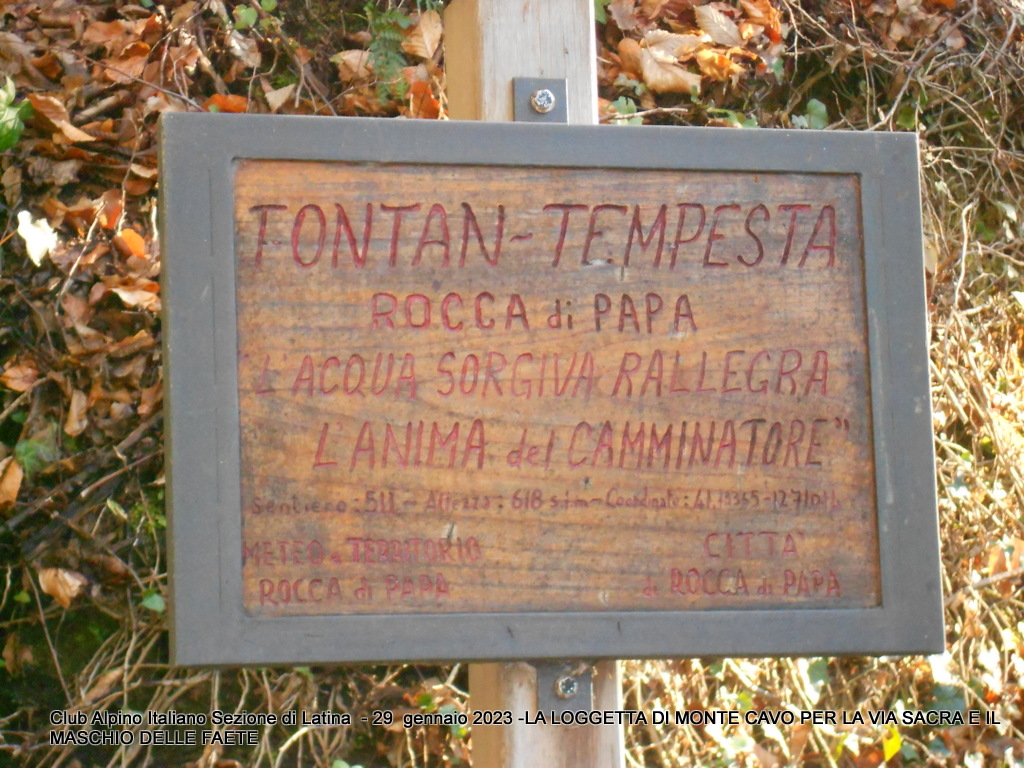 FONTAN-TEMPESTA
ROCCA di PAPA
"L'ACQUA SORGIVA RALLEGRA
L'ANIMA del CAMMINATORE"
Sentiero: 511 - Altezza: 618 s.l.m - Coordinate:
METEO e TERRITORIO
ROCCA di PAPA
CITTÀ
di ROCCA di PAPA
Club Alpino Italiano Sezione di Latina - 29 gennaio 2023 -LA LOGGETTA DI MONTE CAVO PER LA VIA SACRA E IL
MASCHIO DELLE FAETE